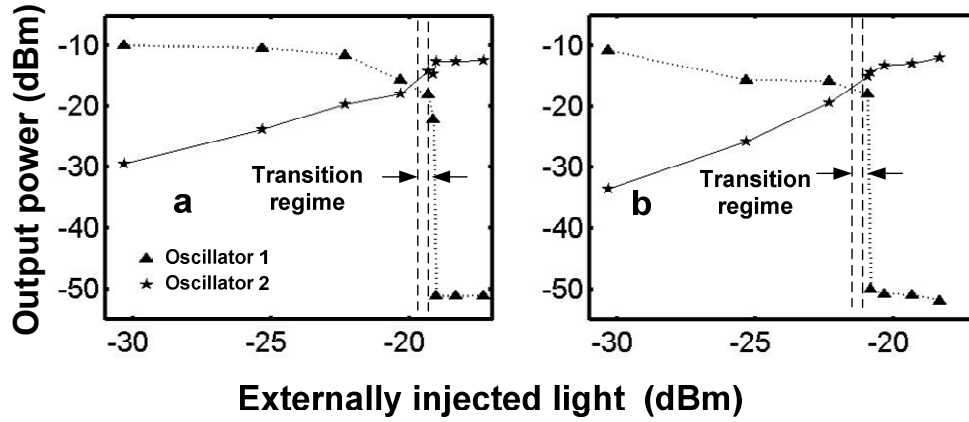 Output power (dBm)
-10
-20
-30
-40
-50
-30
-25
-20
Transition
regime
a
Oscillator 1
Oscillator 2
-10
-20
-30
-40
-50
-30
-25
-20
Transition
regime
b
Externally injected light (dBm)